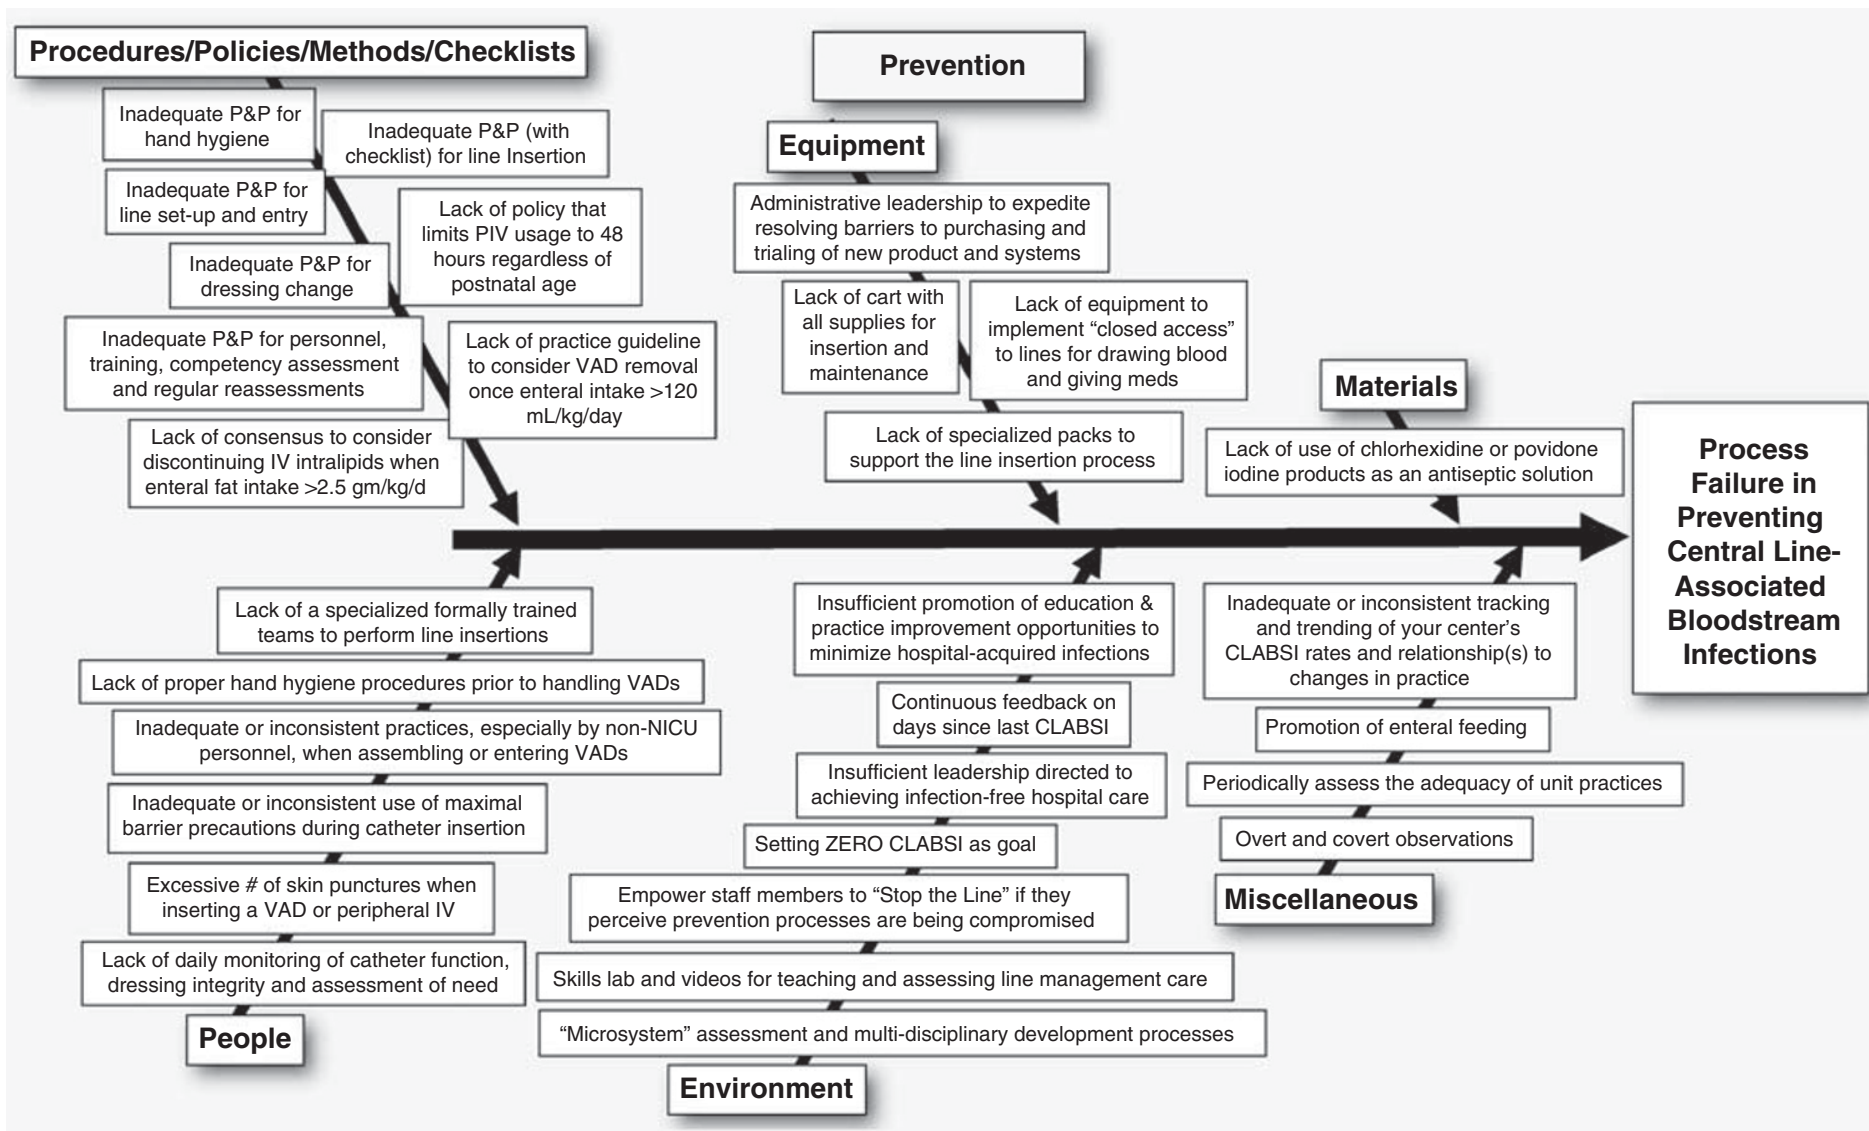 Procedures/Policies/Methods/Checklists
Inadequate P&P for
hand hygiene
Inadequate P&P (with
checklist) for line Insertion
Inadequate P&P for
line set-up and entry
Lack of policy that
limits PIV usage to 48
hours regardless of
postnatal age
Inadequate P&P for
dressing change
Inadequate P&P for personnel,
training, competency assessment
and regular reassessments
Lack of practice guideline
to consider VAD removal
once enteral intake >120
mL/kg/day
Lack of consensus to consider
discontinuing IV intralipids when
enteral fat intake >2.5 gm/kg/d
Prevention
Equipment
Administrative leadership to expedite
resolving barriers to purchasing and
trialing of new product and systems
Lack of cart with
all supplies for
insertion and
maintenance
Lack of equipment to
implement “closed access”
to lines for drawing blood
and giving meds
Lack of specialized packs to
support the line insertion process
Materials
Lack of use of chlorhexidine or povidone
iodine products as an antiseptic solution
Process
Failure in
Preventing
Central Line-
Associated
Bloodstream
Infections
Lack of a specialized formally trained
teams to perform line insertions
Lack of proper hand hygiene procedures prior to handling VADs
Inadequate or inconsistent practices, especially by non-NICU
personnel, when assembling or entering VADs
Inadequate or inconsistent use of maximal
barrier precautions during catheter insertion
Excessive # of skin punctures when
inserting a VAD or peripheral IV
Lack of daily monitoring of catheter function,
dressing integrity and assessment of need
People
Insufficient promotion of education &
practice improvement opportunities to
minimize hospital-acquired infections
Continuous feedback on
days since last CLABSI
Insufficient leadership directed to
achieving infection-free hospital care
Setting ZERO CLABSI as goal
Empower staff members to “Stop the Line” if they
perceive prevention processes are being compromised
Skills lab and videos for teaching and assessing line management care
“Microsystem” assessment and multi-disciplinary development processes
Environment
Inadequate or inconsistent tracking
and trending of your center’s
CLABSI rates and relationship(s) to
changes in practice
Promotion of enteral feeding
Periodically assess the adequacy of unit practices
Overt and covert observations
Miscellaneous